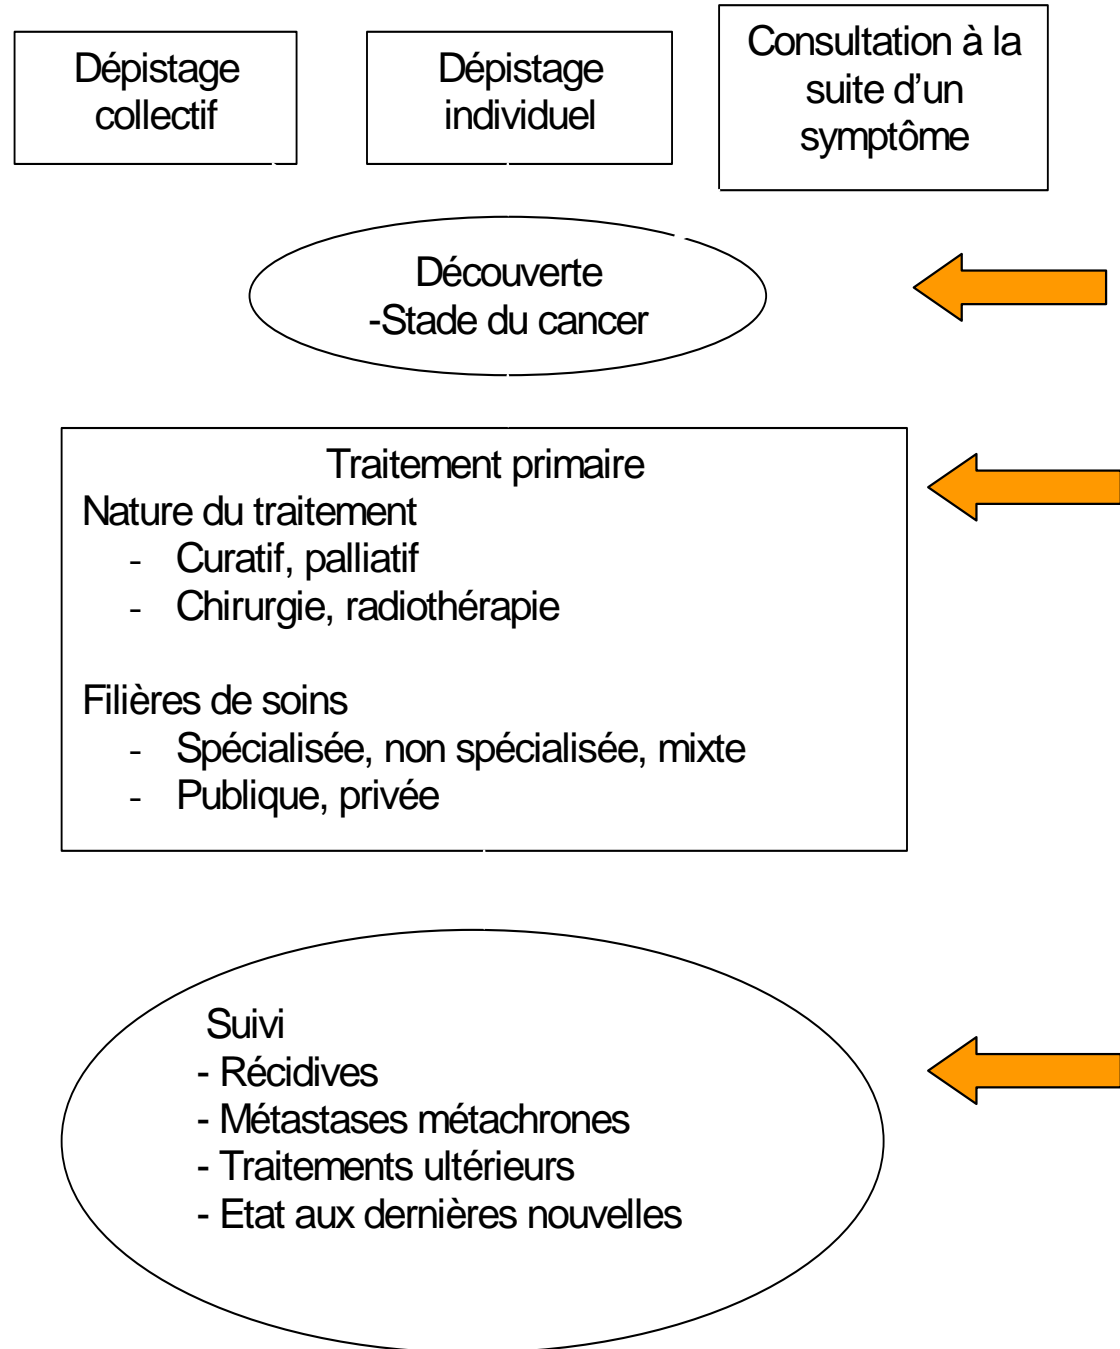 Dépistage
collectif
Dépistage
individuel
Consultation à la
suite d'un
symptôme
Découverte
-Stade du cancer
Traitement primaire
Nature du traitement
- Curatif, palliatif
- Chirurgie, radiothérapie
Filières de soins
- Spécialisée, non spécialisée, mixte
- Publique, privée
Suivi
- Récidives
- Métastases métachrones
- Traitements ultérieurs
- Etat aux dernières nouvelles